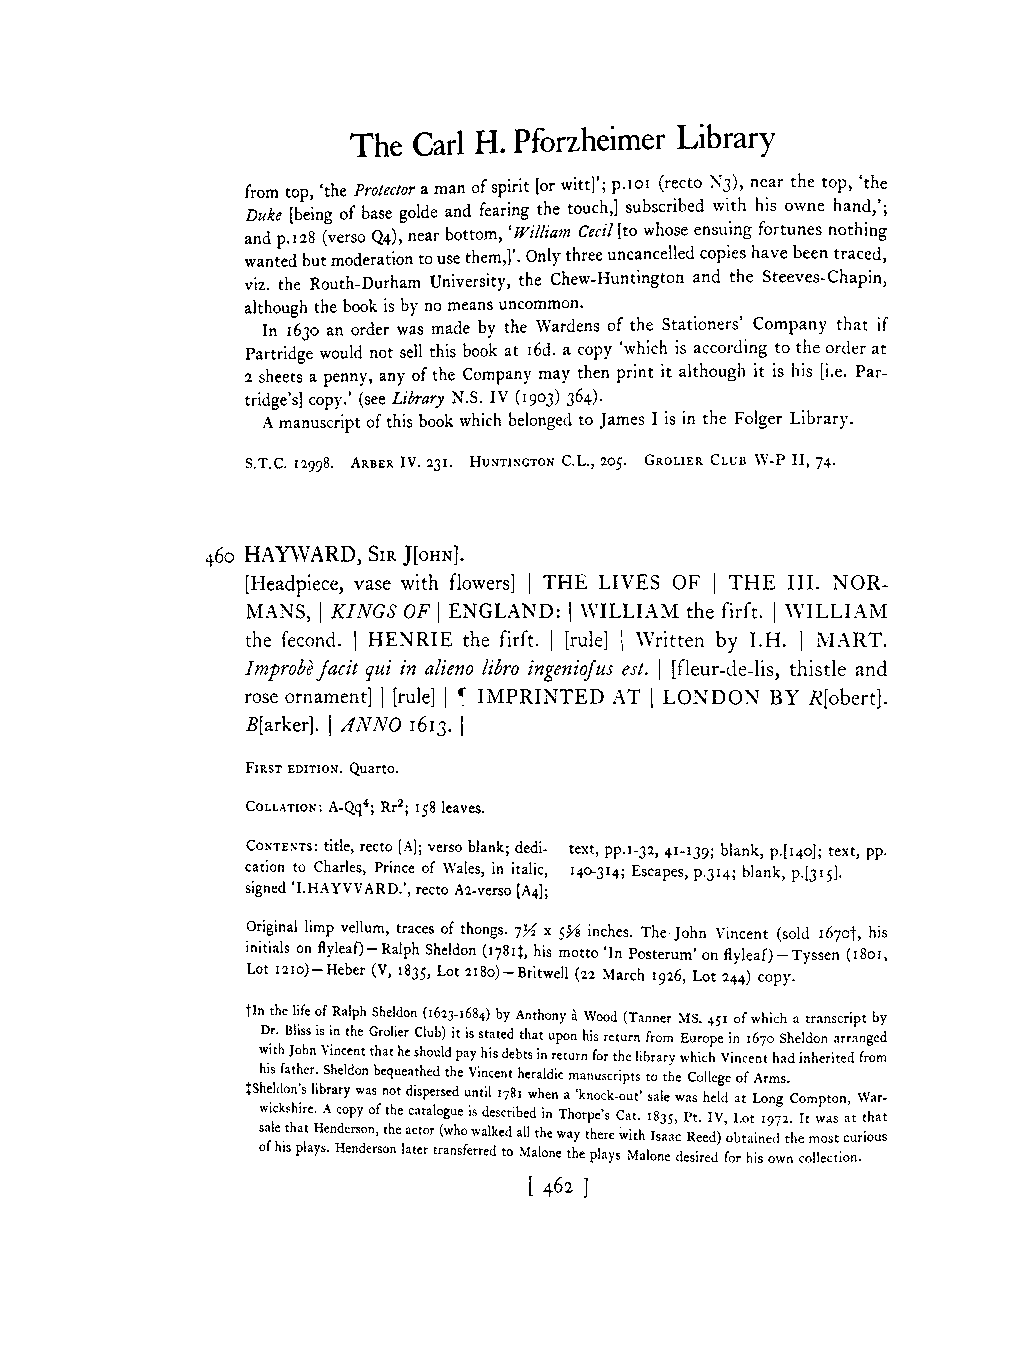 The Carl H. Pforzheimer Library
from top, ‘the Protector a man of spirit [or witt]’; p.101 (recto N3), near the top, ‘the
Duke [being of base golde and fearing the touch,] subscribed with his owne hand,’;
and p.128 (verso Q4), near bottom, ‘William Cecil [to whose ensuing fortunes nothing
wanted but moderation to use them,]’. Only three uncancelled copies have been traced,
viz. the Routh-Durham University, the Chew-Huntington and the Steeves-Chapin,
although the book is by no means uncommon.
In 1630 an order was made by the Wardens of the Stationers’ Company that if
Partridge would not sell this book at 16d. a copy ‘which is according to the order at
2 sheets a penny, any of the Company may then print it although it is his [i.e. Par-
tridge’s] copy.’ (see Library N.S. IV (1903) 364).
A manuscript of this book which belonged to James I is in the Folger Library.
S.T.C. 12998. ARBER IV. 231. HUNTINGTON C.L., 205. GROLIER CLUB W-P II, 74.
460 HAYWARD, SIR J[OHN].
[Headpiece, vase with flowers] | THE LIVES OF | THE III. NOR-
MANS, | KINGS OF | ENGLAND: | WILLIAM the firſt. | WILLIAM
the ſecond. | HENRIE the firſt. | [rule] | Written by I.H. | MART.
Improbè facit qui in alieno libro ingenioſus est. | [fleur-de-lis, thistle and
rose ornament] | [rule] | ¶ IMPRINTED AT | LONDON BY R[obert].
B[arker]. | ANNO 1613. |
FIRST EDITION. Quarto.
COLLATION: A-Qq⁴; Rr²; 158 leaves.
CONTENTS: title, recto [A]; verso blank; dedi-
cation to Charles, Prince of Wales, in italic,
signed ‘I.HAYVVARD.’, recto A2-verso [A4];
text, pp.1-32, 41-139; blank, p.[140]; text, pp.
140-314; Escapes, p.314; blank, p.[315].
Original limp vellum, traces of thongs. 7½ x 5⅝ inches. The John Vincent (sold 1670†, his
initials on flyleaf)—Ralph Sheldon (1781‡, his motto ‘In Posterum’ on flyleaf)—Tyssen (1801,
Lot 1210)—Heber (V, 1835, Lot 2180)—Britwell (22 March 1926, Lot 244) copy.
†In the life of Ralph Sheldon (1623-1684) by Anthony à Wood (Tanner MS. 451 of which a transcript by
Dr. Bliss is in the Grolier Club) it is stated that upon his return from Europe in 1670 Sheldon arranged
with John Vincent that he should pay his debts in return for the library which Vincent had inherited from
his father. Sheldon bequeathed the Vincent heraldic manuscripts to the College of Arms.
‡Sheldon’s library was not dispersed until 1781 when a ‘knock-out’ sale was held at Long Compton, War-
wickshire. A copy of the catalogue is described in Thorpe’s Cat. 1835, Pt. IV, Lot 1972. It was at that
sale that Henderson, the actor (who walked all the way there with Isaac Reed) obtained the most curious
of his plays. Henderson later transferred to Malone the plays Malone desired for his own collection.
[ 462 ]